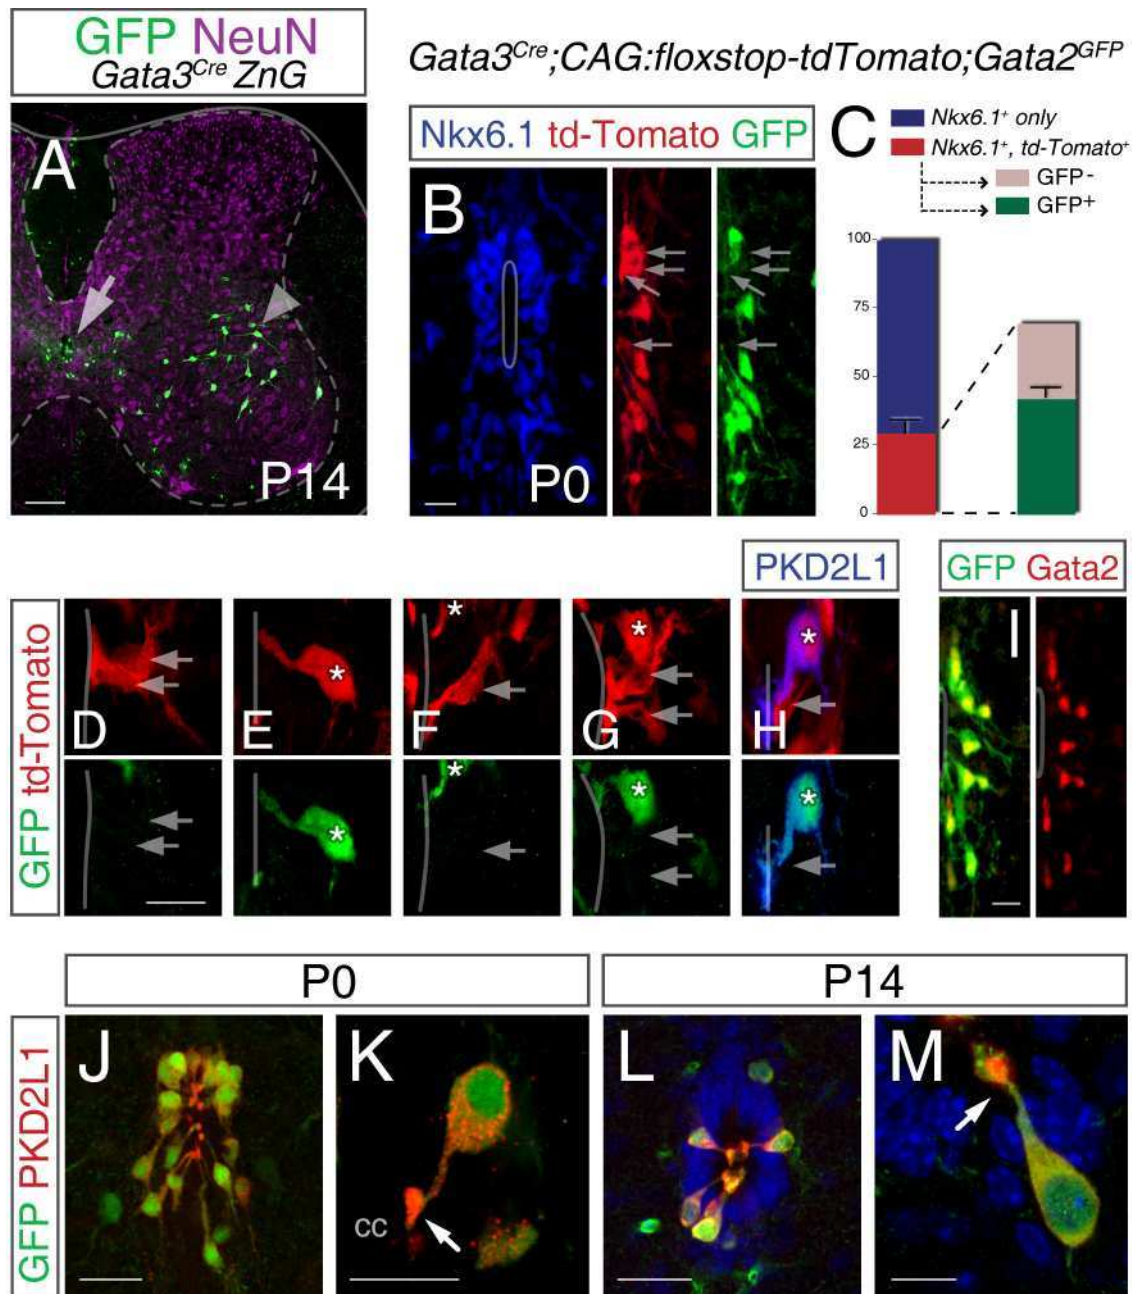 GFP NeuN
Gata3Cre ZnG
A
P14
Gata3Cre;CAG:floxstop-tdTomato;Gata2GFP
Nkx6.1 td-Tomato GFP
B
P0
C
Nkx6.1+ only
Nkx6.1+, td-Tomato+
GFP-
GFP+
100
75
50
25
0
GFP td-Tomato
D
*
E
*
F
*
G
PKD2L1
*
H
*
*
*
*
GFP Gata2
P0
P14
GFP PKD2L1
J
K
cc
L
M